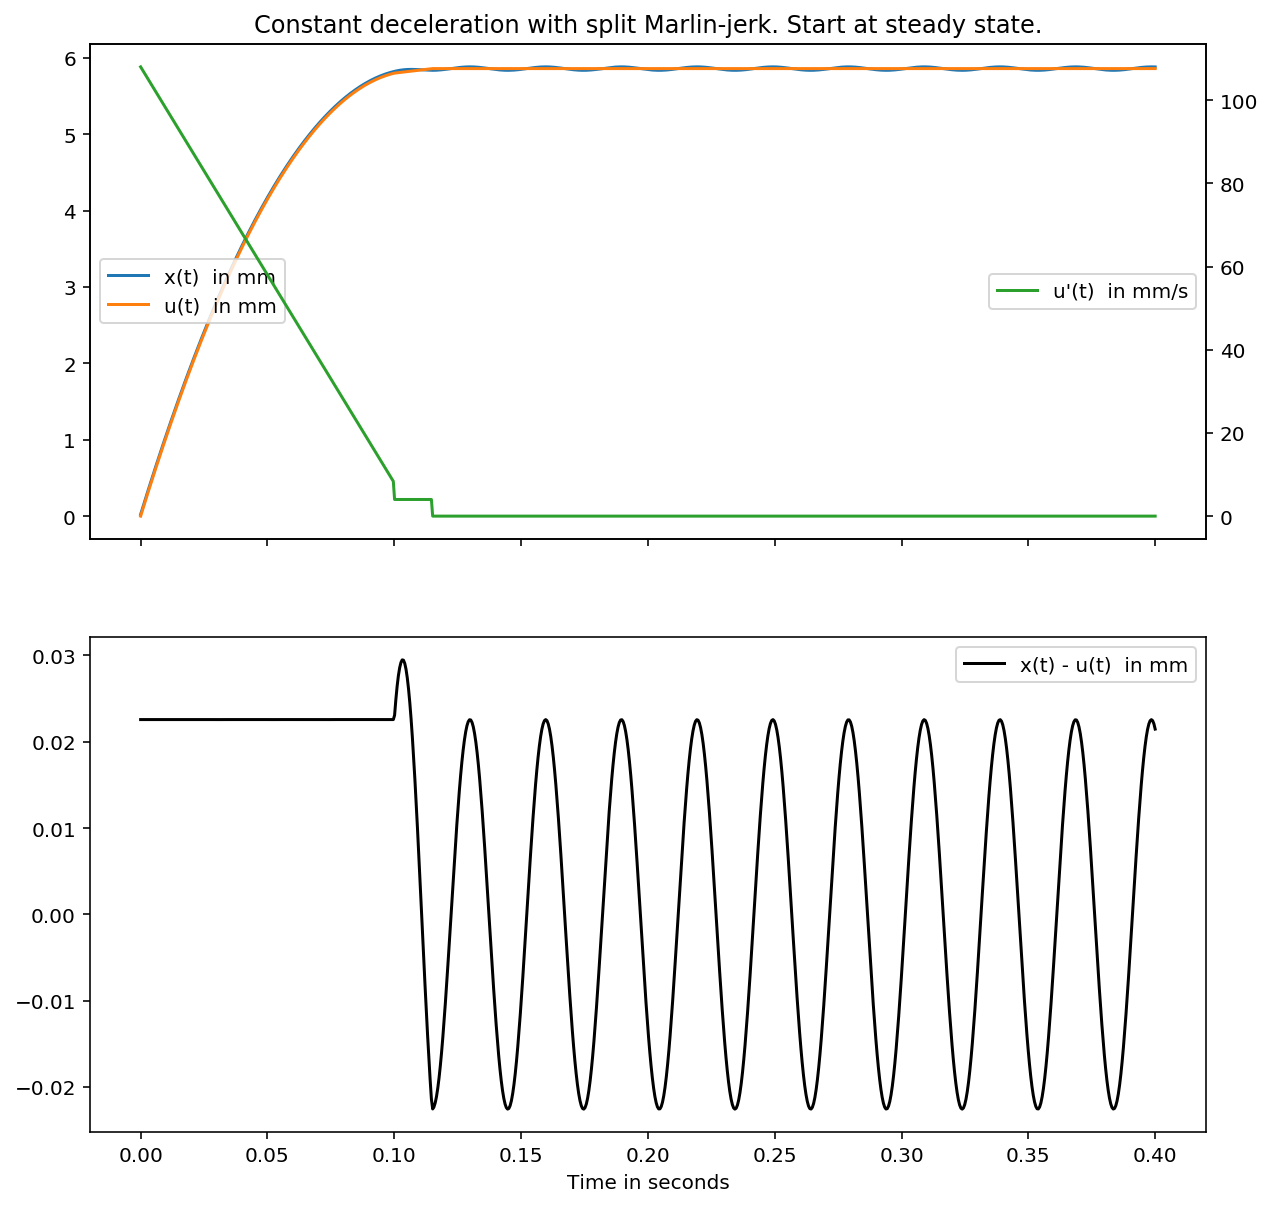 Constant deceleration with split Marlin-jerk. Start at steady state.
6
5
4
3
2
1
0
x(t)  in mm
u(t)  in mm
u'(t)  in mm/s
100
80
60
40
20
0
0.03
0.02
0.01
0.00
−0.01
−0.02
x(t) - u(t)  in mm
0.00 0.05 0.10 0.15 0.20 0.25 0.30 0.35 0.40
Time in seconds